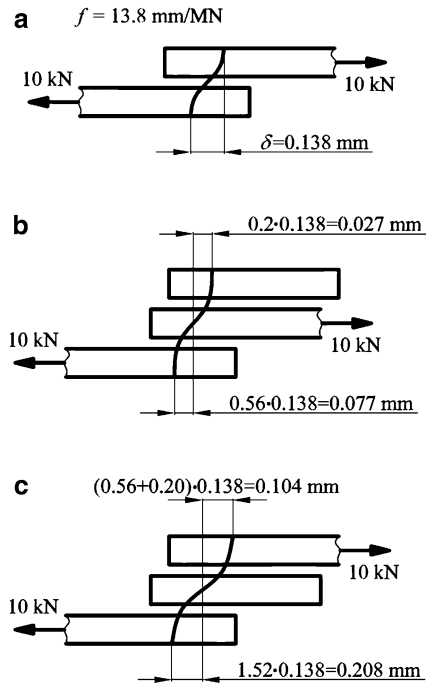 a
f = 13.8 mm/MN
10 kN
10 kN
δ=0.138 mm
b
0.2·0.138=0.027 mm
10 kN
10 kN
0.56·0.138=0.077 mm
c
(0.56+0.20)·0.138=0.104 mm
10 kN
10 kN
1.52·0.138=0.208 mm